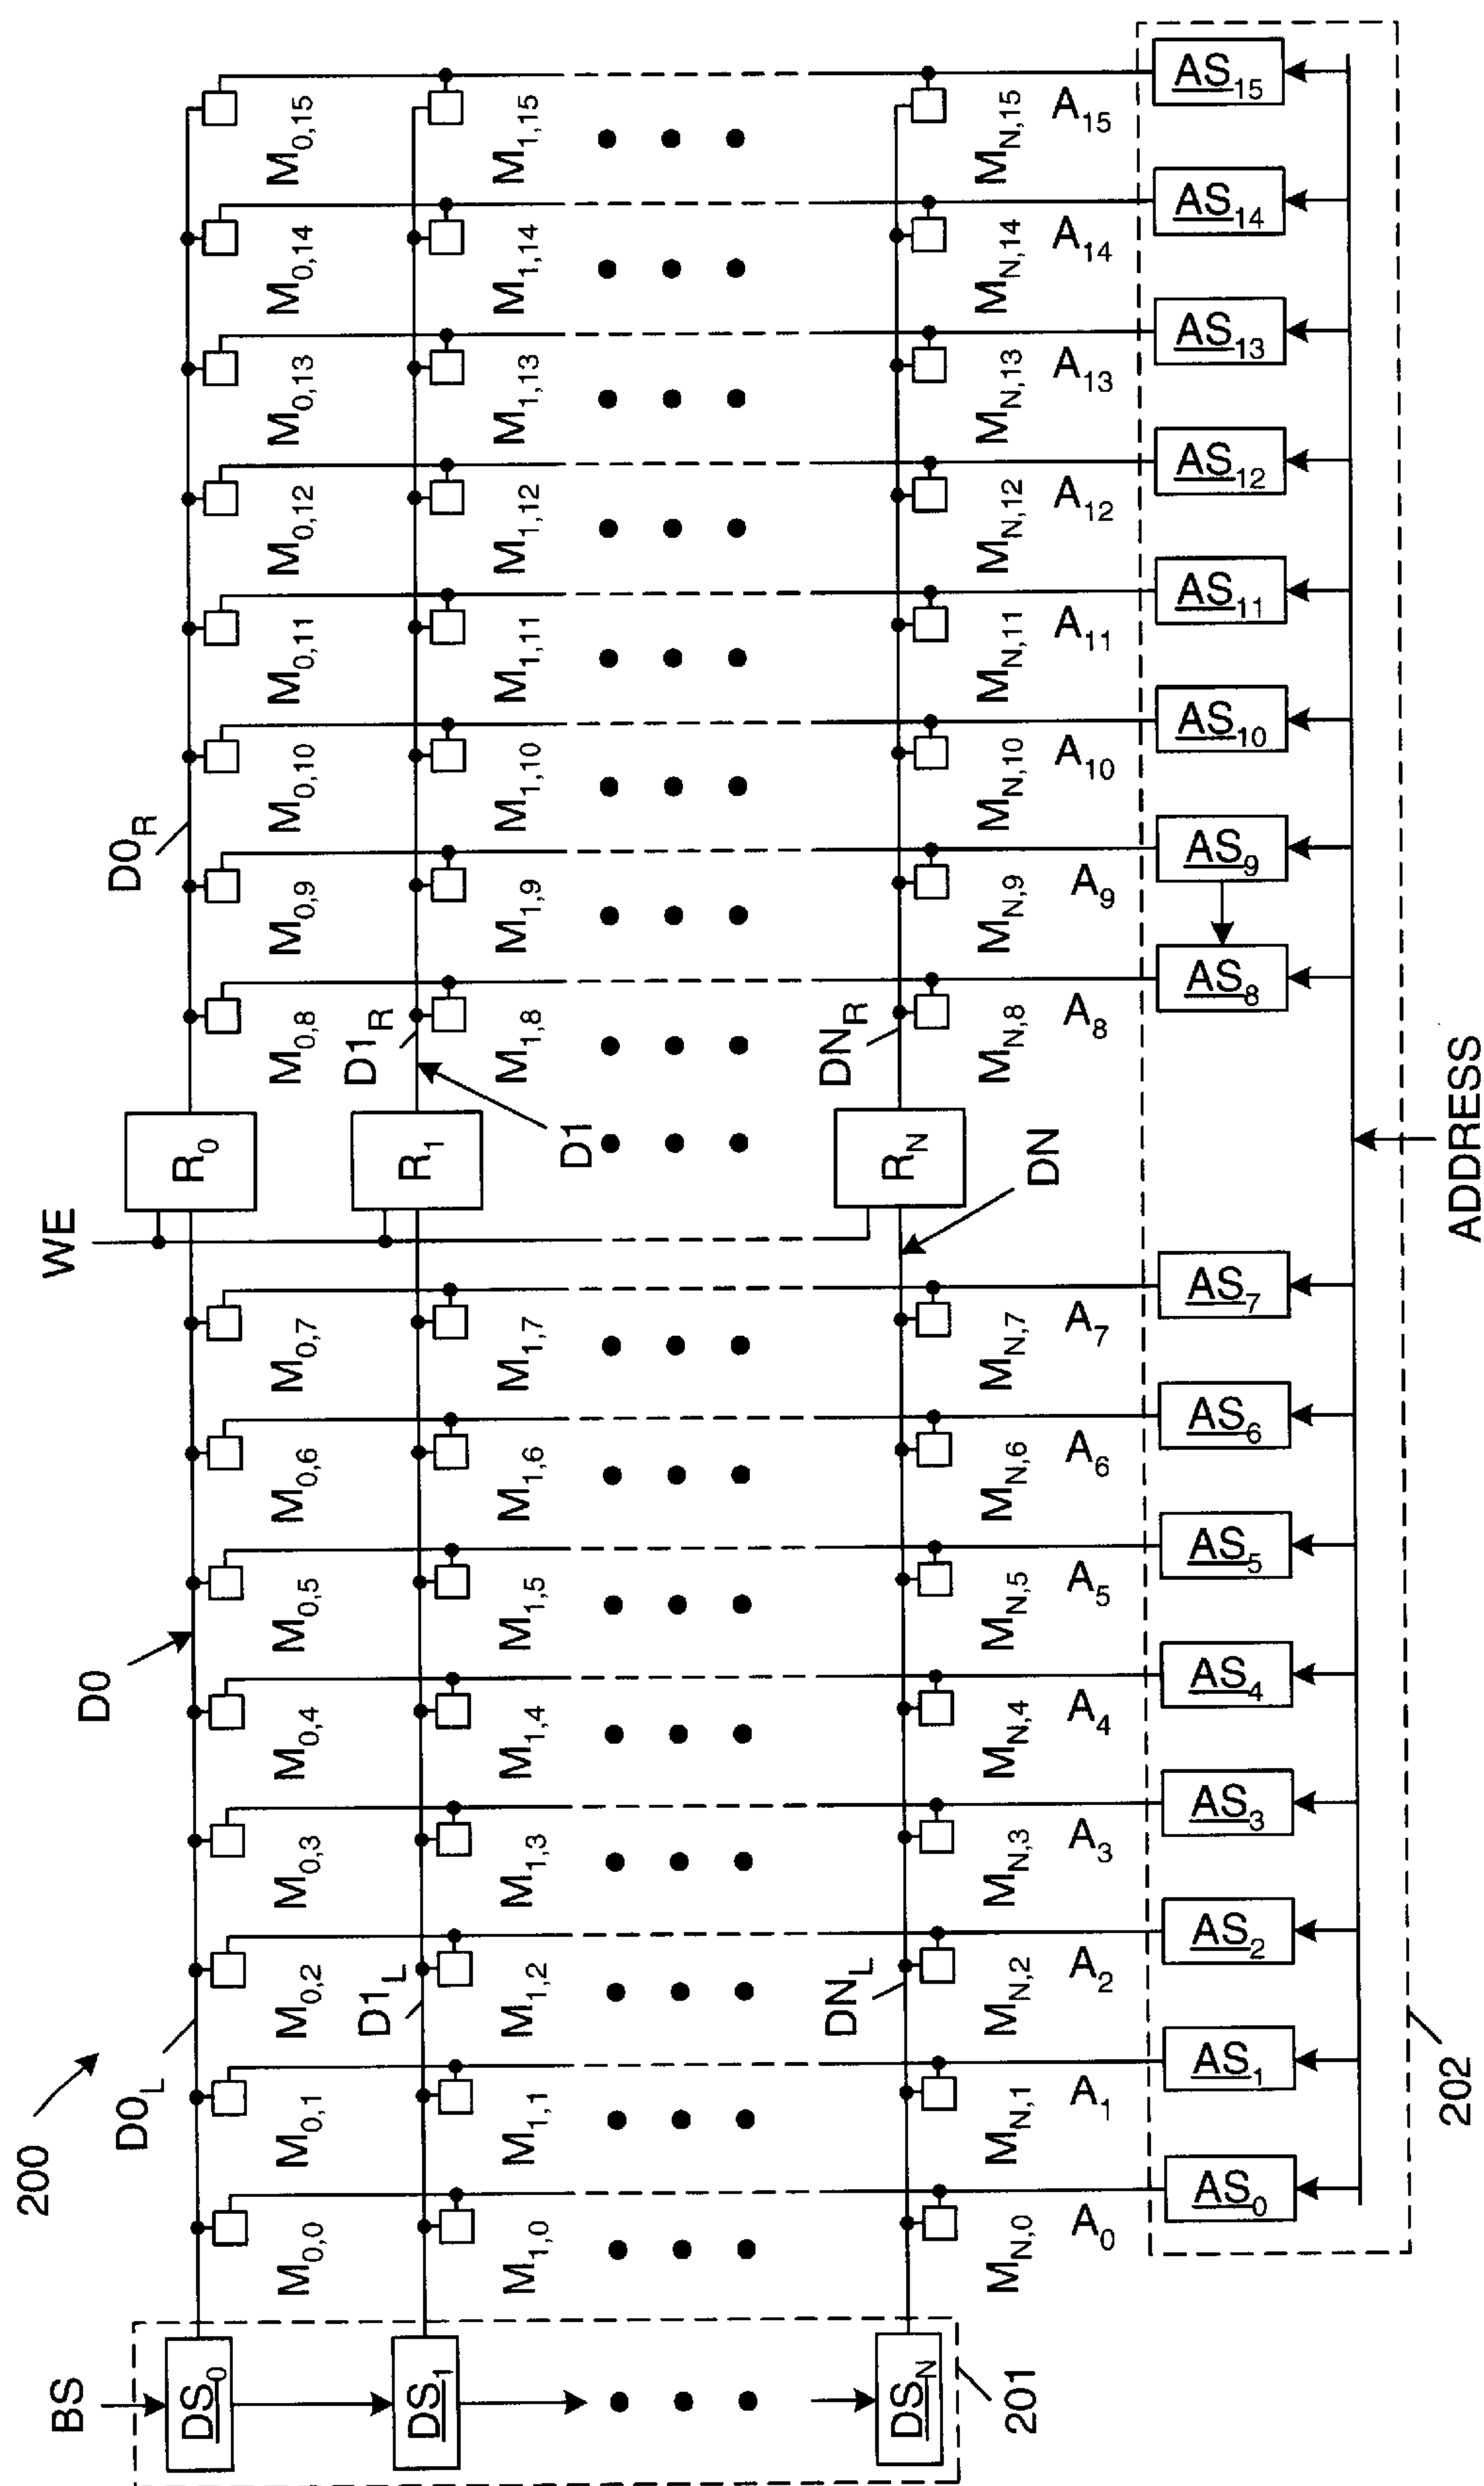 200
WE
BS
D0
D0L
D0R
DS0
R0
M0,0 M0,1 M0,2 M0,3 M0,4 M0,5 M0,6 M0,7 M0,8 M0,9 M0,10 M0,11 M0,12 M0,13 M0,14 M0,15
D1L
D1R
DS1
R1
D1
M1,0 M1,1 M1,2 M1,3 M1,4 M1,5 M1,6 M1,7 M1,8 M1,9 M1,10 M1,11 M1,12 M1,13 M1,14 M1,15
DNL
DNR
DSN
RN
DN
MN,0 MN,1 MN,2 MN,3 MN,4 MN,5 MN,6 MN,7 MN,8 MN,9 MN,10 MN,11 MN,12 MN,13 MN,14 MN,15
201
A0 A1 A2 A3 A4 A5 A6 A7 A8 A9 A10 A11 A12 A13 A14 A15
AS0 AS1 AS2 AS3 AS4 AS5 AS6 AS7 AS8 AS9 AS10 AS11 AS12 AS13 AS14 AS15
202
ADDRESS